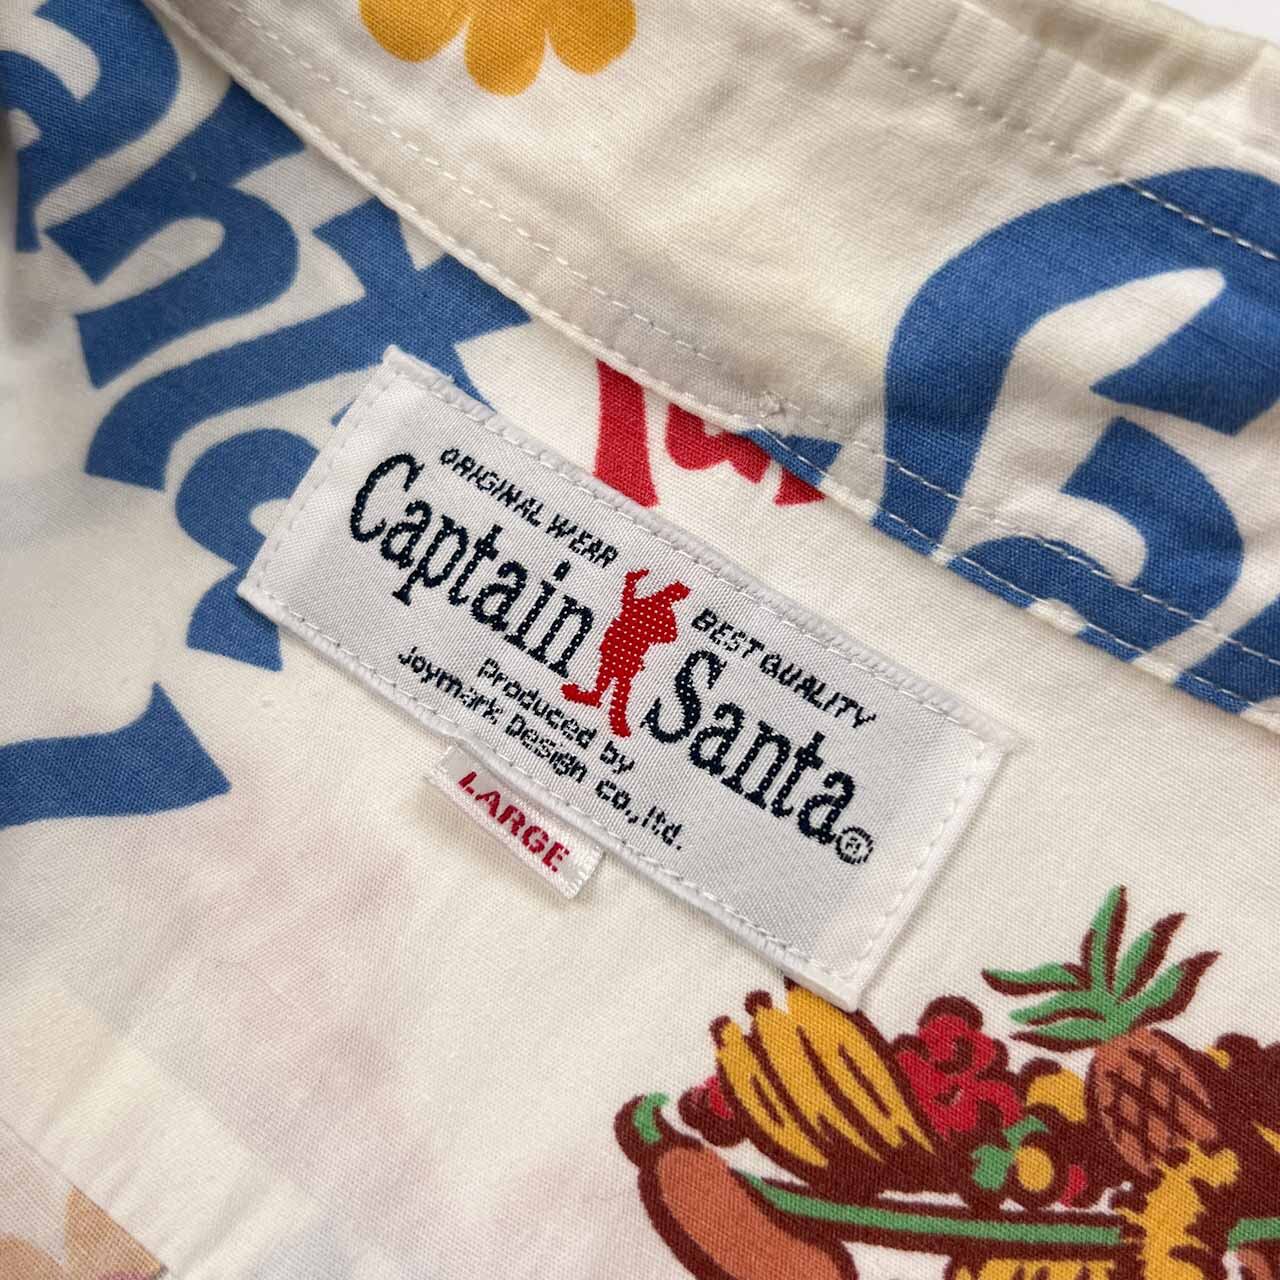 ORIGINAL WEAR
BEST QUALITY
Captain Santa®
Produced by
Joymark Design co.,ltd.
LARGE